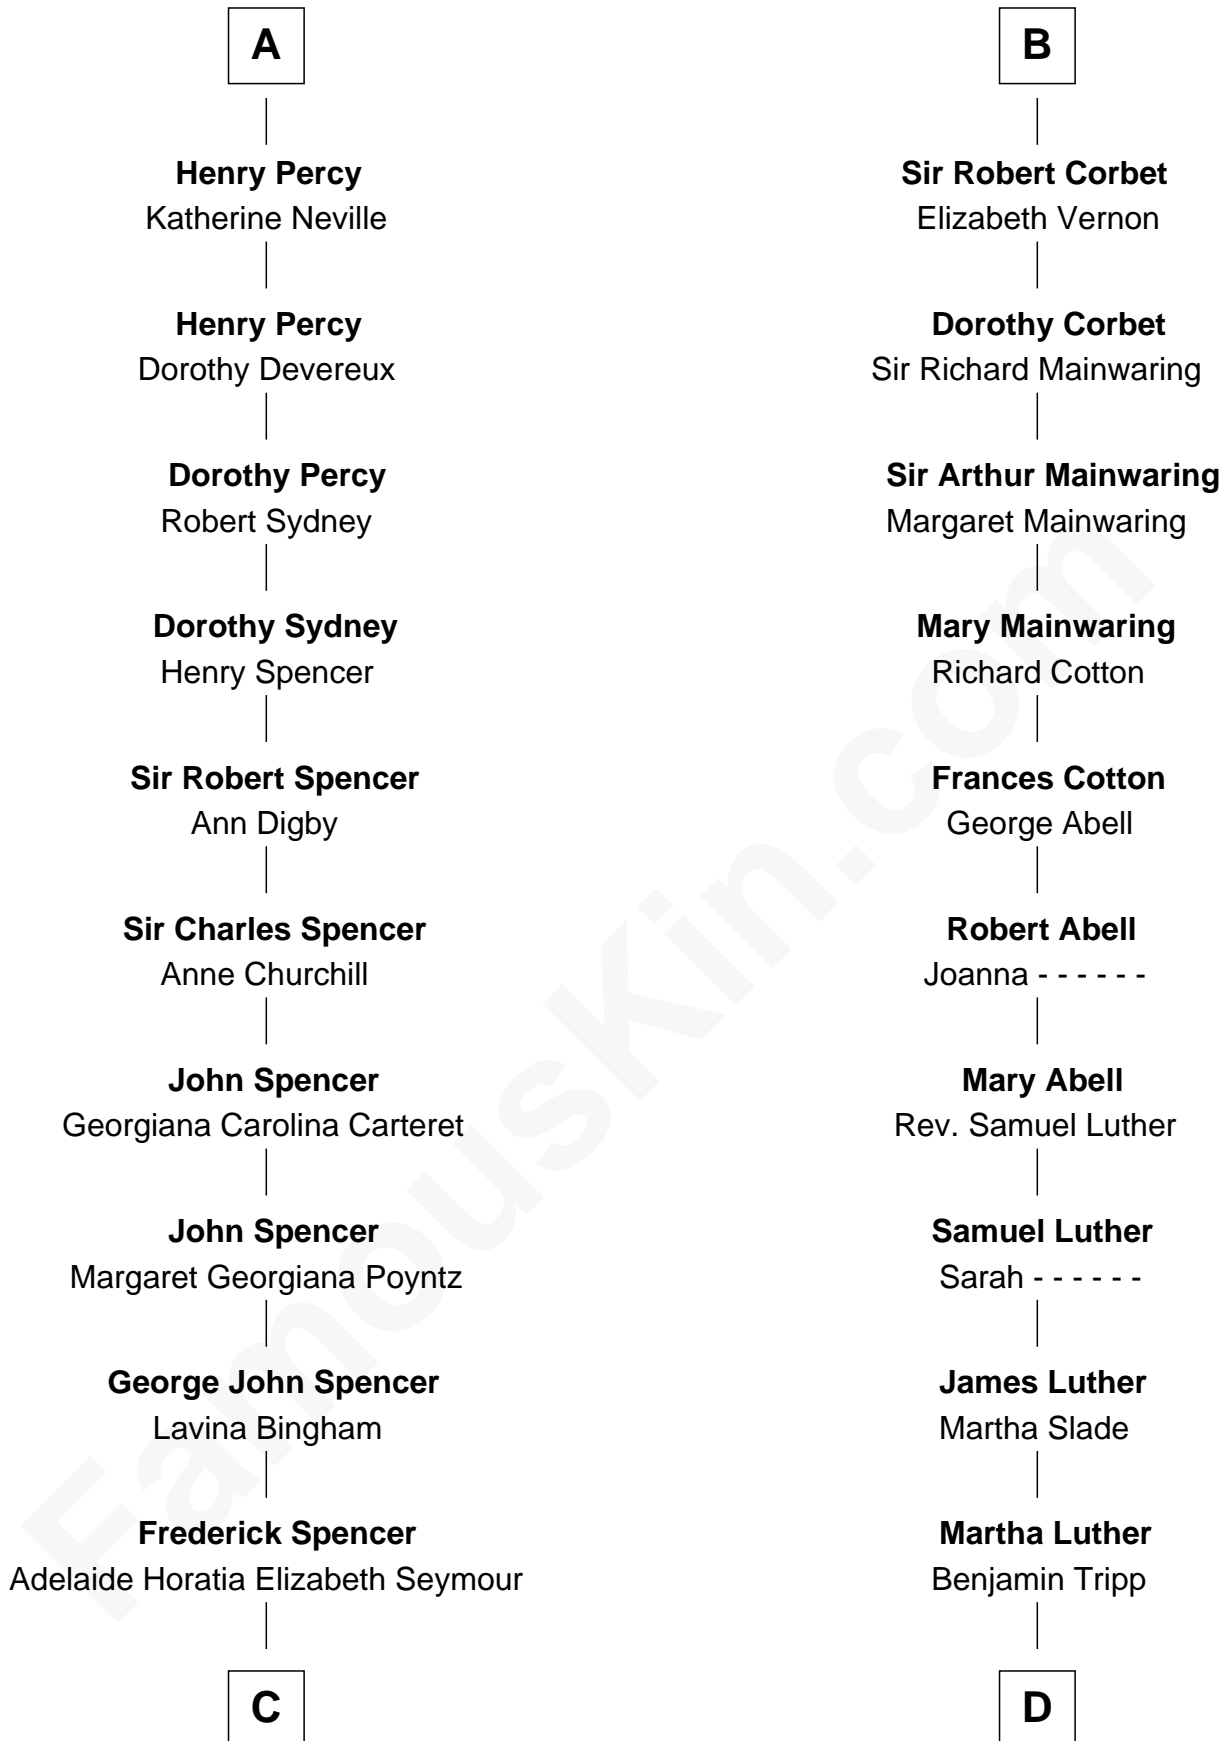 A
Henry Percy
Katherine Neville
Henry Percy
Dorothy Devereux
Dorothy Percy
Robert Sydney
Dorothy Sydney
Henry Spencer
Sir Robert Spencer
Ann Digby
Sir Charles Spencer
Anne Churchill
John Spencer
Georgiana Carolina Carteret
John Spencer
Margaret Georgiana Poyntz
George John Spencer
Lavina Bingham
Frederick Spencer
Adelaide Horatia Elizabeth Seymour
C
B
Sir Robert Corbet
Elizabeth Vernon
Dorothy Corbet
Sir Richard Mainwaring
Sir Arthur Mainwaring
Margaret Mainwaring
Mary Mainwaring
Richard Cotton
Frances Cotton
George Abell
Robert Abell
Joanna - - - - - -
Mary Abell
Rev. Samuel Luther
Samuel Luther
Sarah - - - - - -
James Luther
Martha Slade
Martha Luther
Benjamin Tripp
D
FamousKin.com